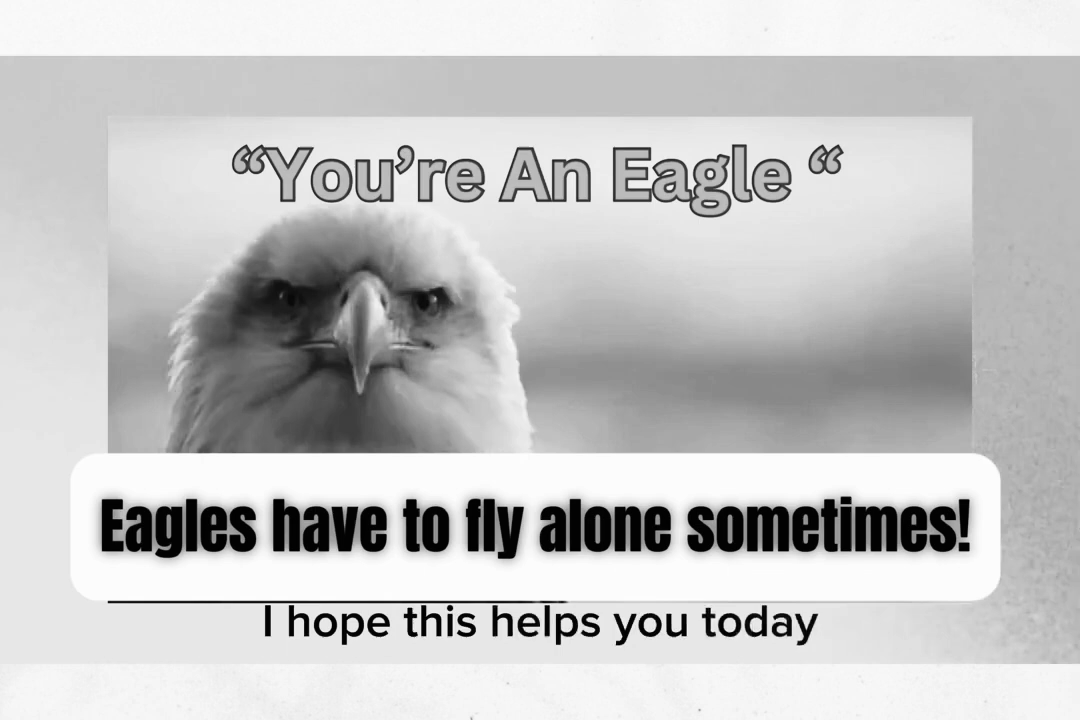 “You’re An Eagle “
Eagles have to fly alone sometimes!
I hope this helps you today